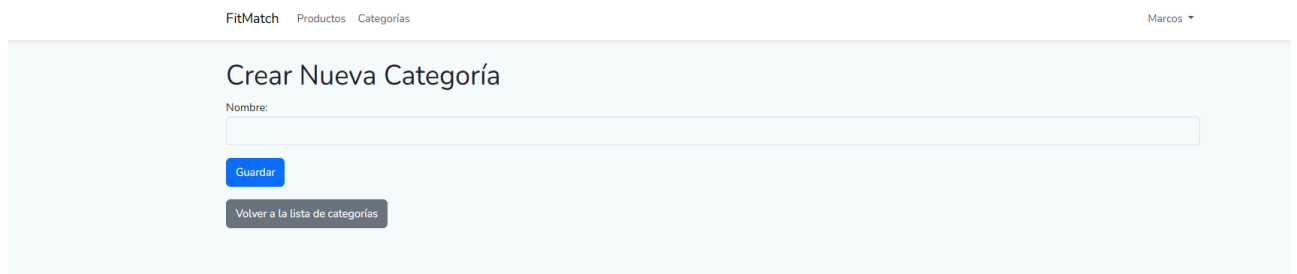 FitMatch Productos Categorías Marcos
Crear Nueva Categoría
Nombre:
Guardar
Volver a la lista de categorías